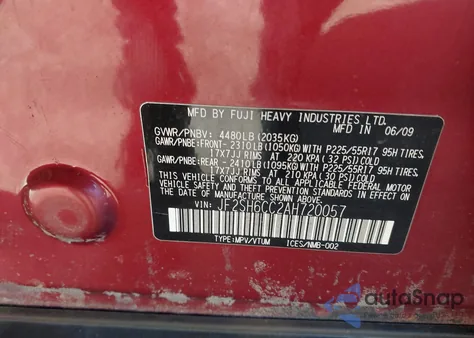 MFD BY FUJI HEAVY INDUSTRIES LTD.
MFD IN 06/09
GVWR/PNBV: 4480LB (2035KG)
GAWR/PNBE:FRONT- 2310LB (1050KG) WITH P225/55R17 95H TIRES,
17X7JJ RIMS AT 220 KPA( 32 PSI)COLD
GAWR/PNBE:REAR- 2410LB (1095KG) WITH P225/55R17 95H TIRES,
17X7JJ RIMS AT 210 KPA( 30 PSI)COLD
THIS VEHICLE CONFORMS TO ALL APPLICABLE FEDERAL MOTOR
VEHICLE SAFETY AND THEFT PREVENTION STANDARDS IN EFFECT
ON THE DATE OF MANUFACTURE SHOWN ABOVE.
VIN: JF2SH6CC2AH720057
TYPE:MPV/VTUM ICES/NMB-002
autoSnap